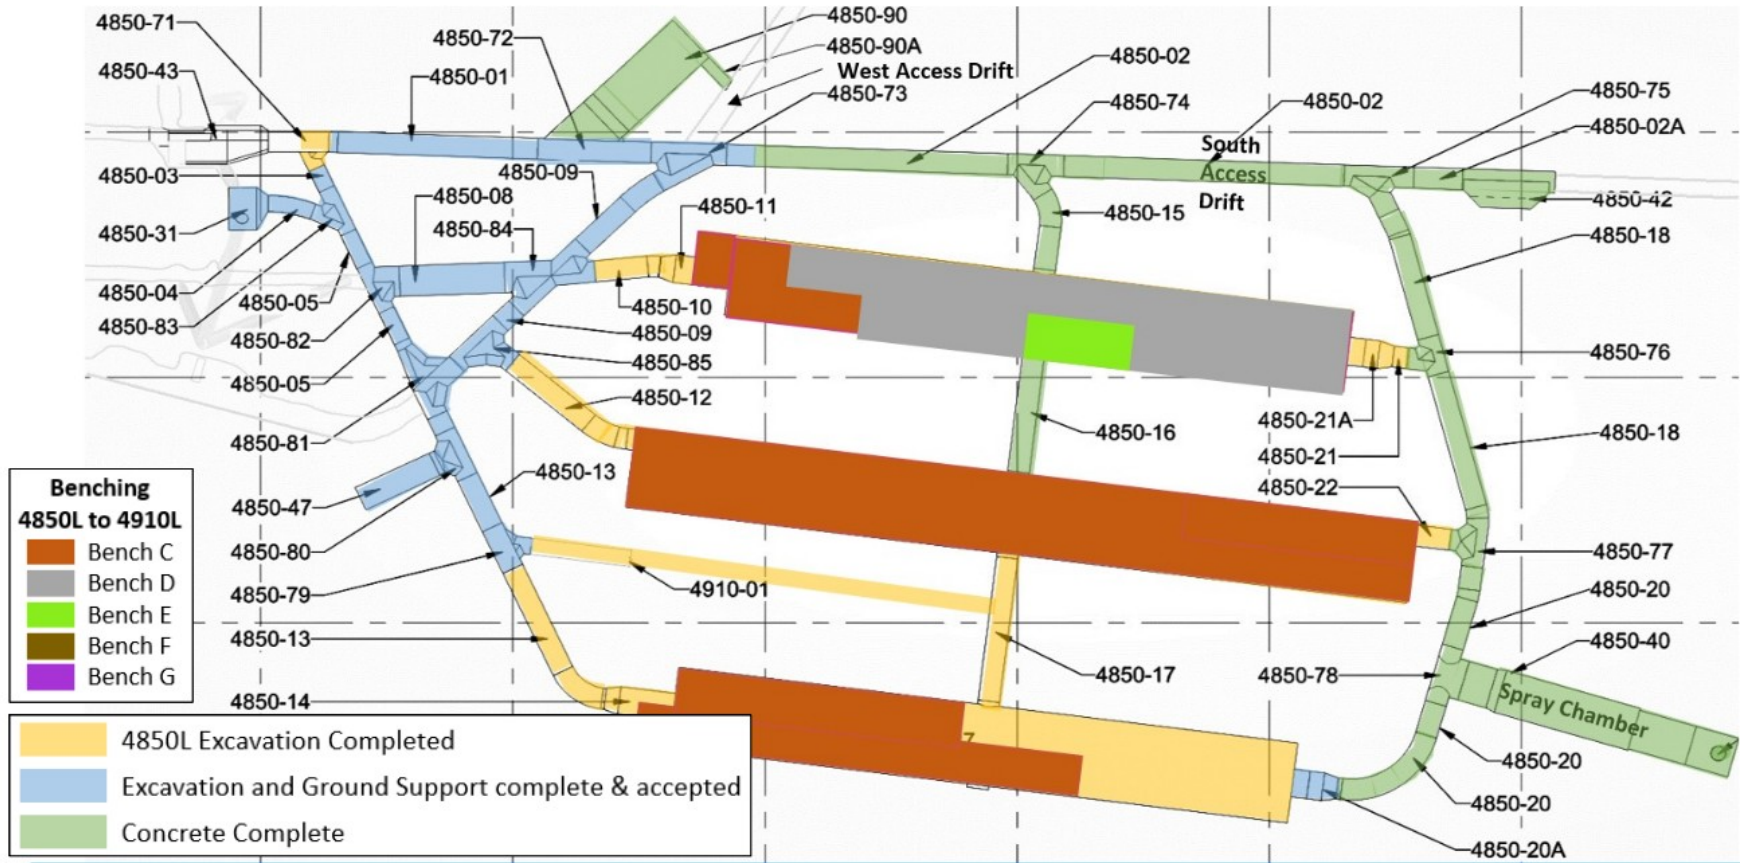 4850-71
4850-43
4850-72
4850-01
4850-90
4850-90A
West Access Drift
4850-73
4850-02
4850-74
4850-02
4850-75
4850-02A
South
Access
Drift
4850-03
4850-09
4850-08
4850-84
4850-11
4850-15
4850-42
4850-31
4850-18
4850-04
4850-05
4850-83
4850-82
4850-10
4850-09
4850-85
4850-76
4850-05
4850-12
4850-21A
4850-16
4850-18
4850-81
4850-21
4850-13
4850-22
4850-47
4850-80
4850-77
4850-79
4910-01
4850-20
4850-13
4850-40
4850-17
4850-78
4850-14
Spray Chamber
7
4850-20
4850-20
4850-20A
Benching
4850L to 4910L
Bench C
Bench D
Bench E
Bench F
Bench G
4850L Excavation Completed
Excavation and Ground Support complete & accepted
Concrete Complete